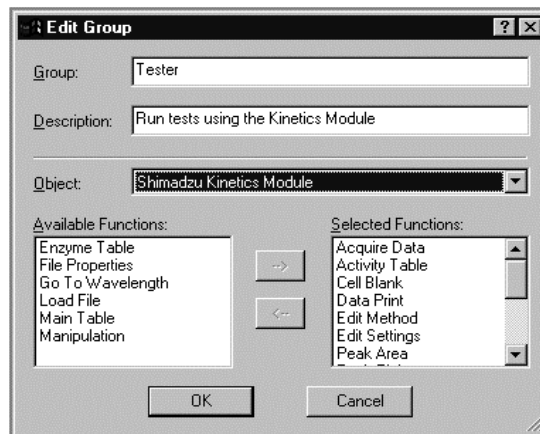 Edit Group
Group: Tester
Description: Run tests using the Kinetics Module
Object: Shimadzu Kinetics Module
Available Functions:
Enzyme Table
File Properties
Go To Wavelength
Load File
Main Table
Manipulation
-->
<--
Selected Functions:
Acquire Data
Activity Table
Cell Blank
Data Print
Edit Method
Edit Settings
Peak Area
OK
Cancel